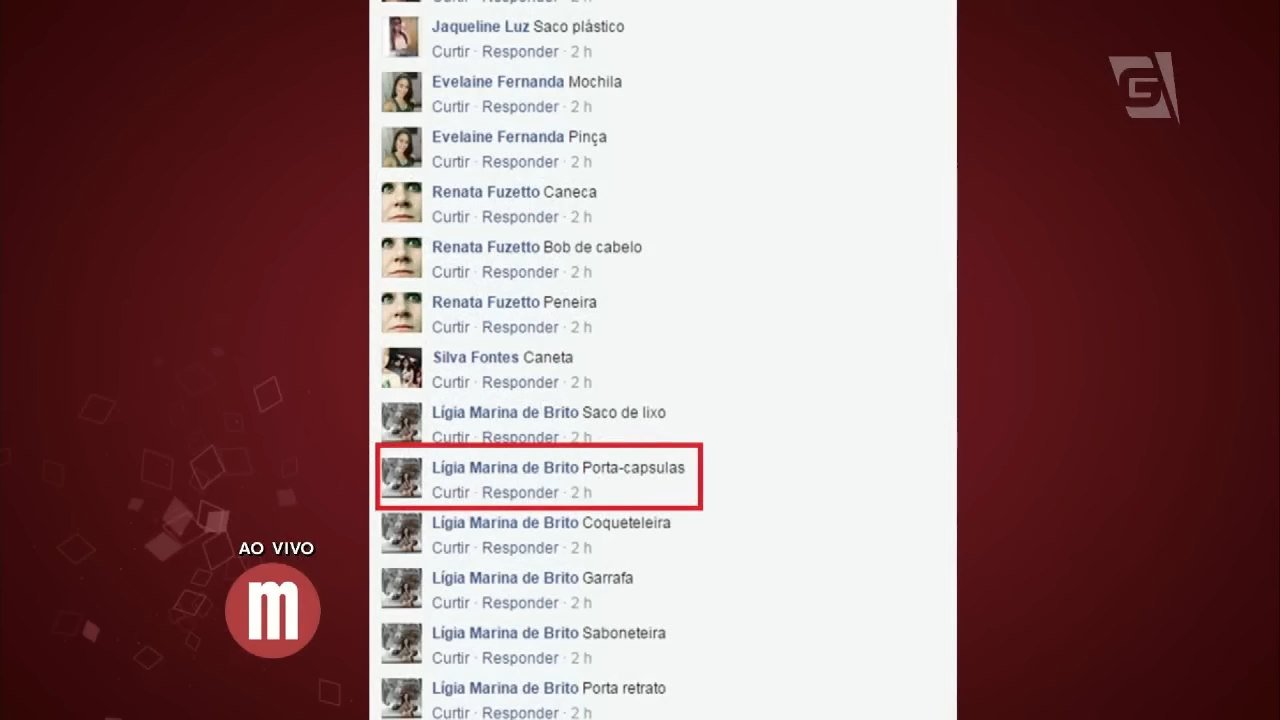 Jaqueline Luz Saco plástico
Curtir · Responder · 2 h
Evelaine Fernanda Mochila
Curtir · Responder · 2 h
Evelaine Fernanda Pinça
Curtir · Responder · 2 h
Renata Fuzetto Caneca
Curtir · Responder · 2 h
Renata Fuzetto Bob de cabelo
Curtir · Responder · 2 h
Renata Fuzetto Peneira
Curtir · Responder · 2 h
Silva Fontes Caneta
Curtir · Responder · 2 h
Lígia Marina de Brito Saco de lixo
Curtir · Responder · 2 h
Lígia Marina de Brito Porta-capsulas
Curtir · Responder · 2 h
Lígia Marina de Brito Coqueteleira
Curtir · Responder · 2 h
Lígia Marina de Brito Garrafa
Curtir · Responder · 2 h
Lígia Marina de Brito Saboneteira
Curtir · Responder · 2 h
Lígia Marina de Brito Porta retrato
Curtir · Responder · 2 h
AO VIVO
m
G